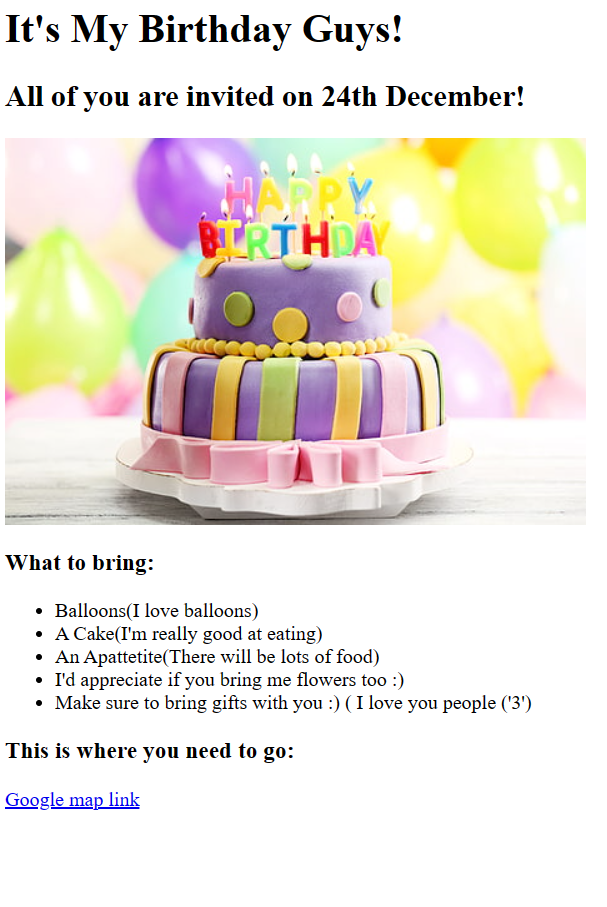 It's My Birthday Guys!
All of you are invited on 24th December!
HAPPY
BIRTHDAY
What to bring:
Balloons(I love balloons)
A Cake(I'm really good at eating)
An Apattetite(There will be lots of food)
I'd appreciate if you bring me flowers too :)
Make sure to bring gifts with you :) ( I love you people ('3')
This is where you need to go:
Google map link